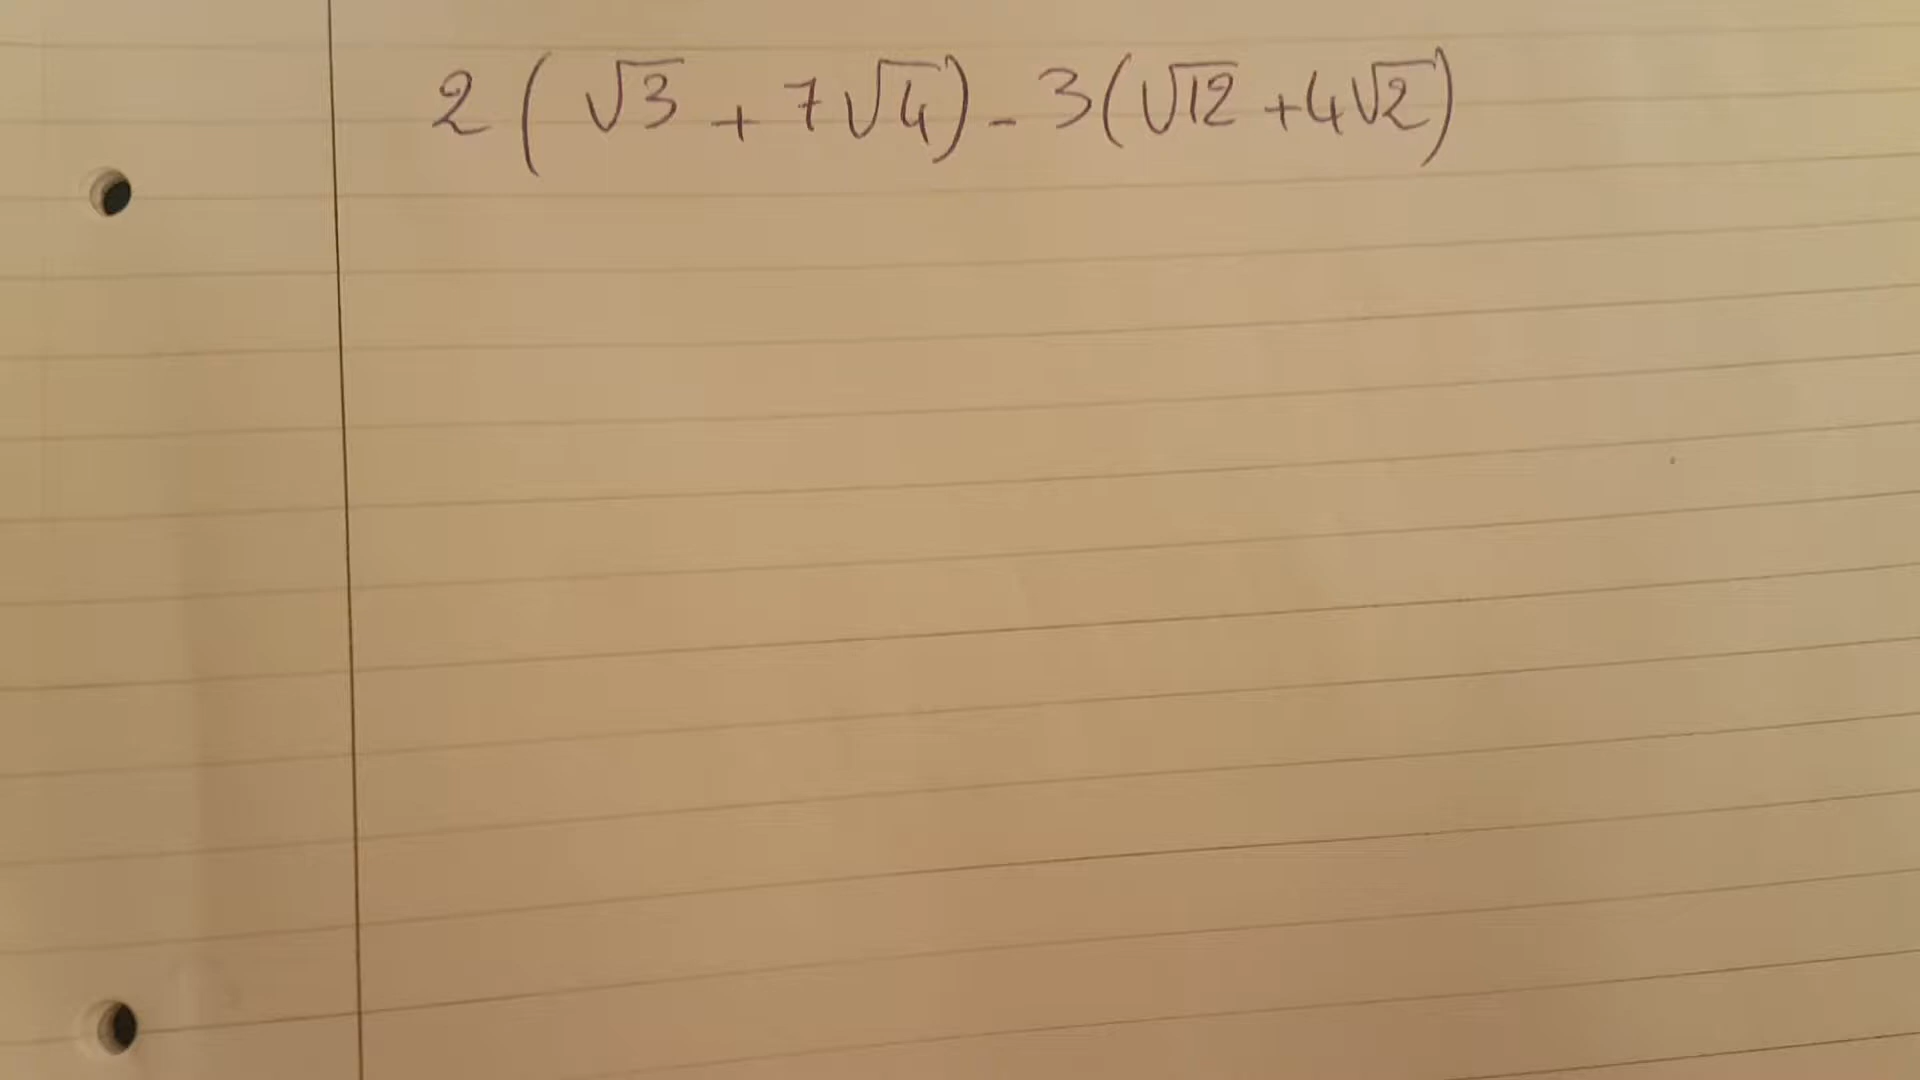 2 ( √3 + 7√4) - 3(√12 + 4√2)